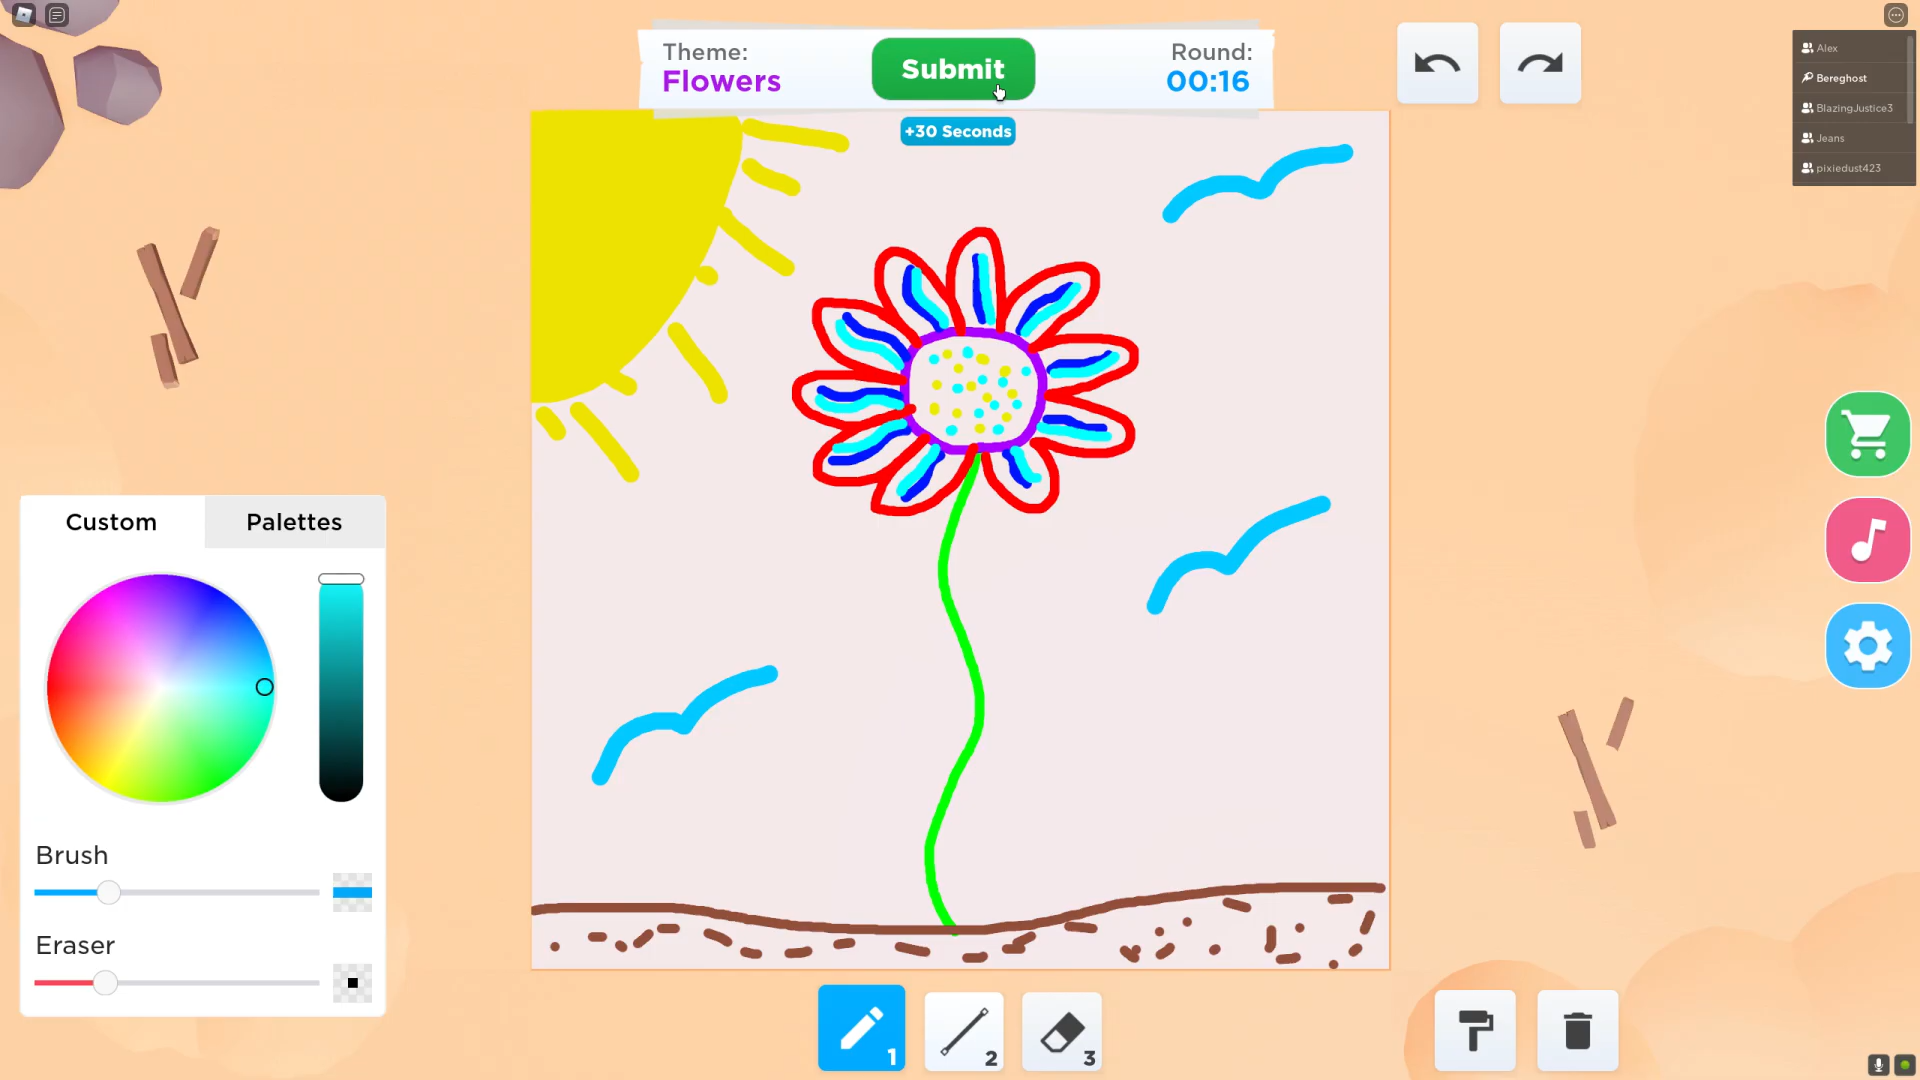 Theme:
Flowers
Submit
Round:
00:16
+30 Seconds
Alex
Bereghost
BlazingJustice3
Jeans
pixiedust423
Custom
Palettes
Brush
Eraser
1
2
3